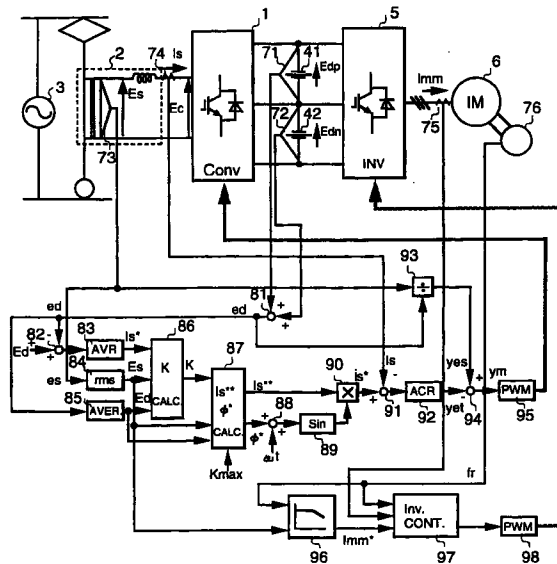 1
5
2
74
Is
71
41
Edp
Imm
6
IM
76
75
3
Es
Ec
72
42
Edn
73
Conv
INV
93
÷
ed
81
+
+
ed
82
-
Ed
+
83
AVR
Is*
86
es
84
rms
Es
K
CALC.
K
87
Is**
ϕ*
CALC.
Is**
85
AVER
Ed
Kmax
ϕ*
+
+
88
ωt
Sin
89
90
×
is*
Is
+
-
91
ACR
92
yes
+
-
yet
94
ym
PWM
95
fr
96
Imm*
Inv.
CONT.
97
PWM
98